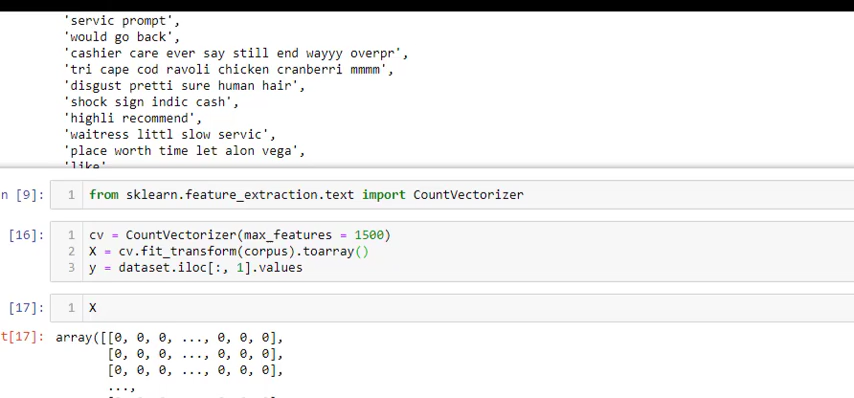 'servic prompt',
'would go back',
'cashier care ever say still end wayyy overpr',
'tri cape cod ravoli chicken cranberri mmmm',
'disgust pretti sure human hair',
'shock sign indic cash',
'highli recommend',
'waitress littl slow servic',
'place worth time let alon vega',
'like'
n [9]: 1 from sklearn.feature_extraction.text import CountVectorizer
[16]: 1 cv = CountVectorizer(max_features = 1500)
2 X = cv.fit_transform(corpus).toarray()
3 y = dataset.iloc[:, 1].values
[17]: 1 X
t[17]: array([[0, 0, 0, ..., 0, 0, 0],
[0, 0, 0, ..., 0, 0, 0],
[0, 0, 0, ..., 0, 0, 0],
...,